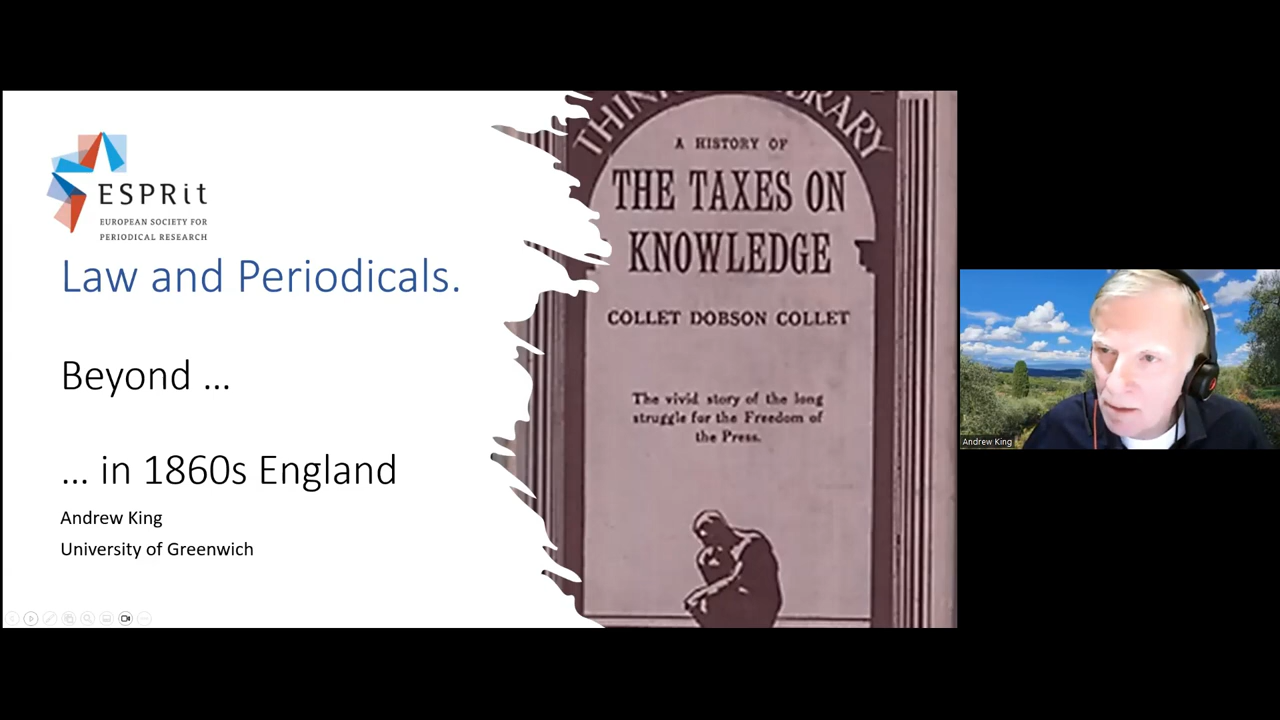 ESPRit
EUROPEAN SOCIETY FOR
PERIODICAL RESEARCH
Law and Periodicals.
Beyond ...
... in 1860s England
Andrew King
University of Greenwich
A HISTORY OF
THE TAXES ON
KNOWLEDGE
COLLET DOBSON COLLET
The vivid story of the long
struggle for the Freedom of
the Press.
Andrew King